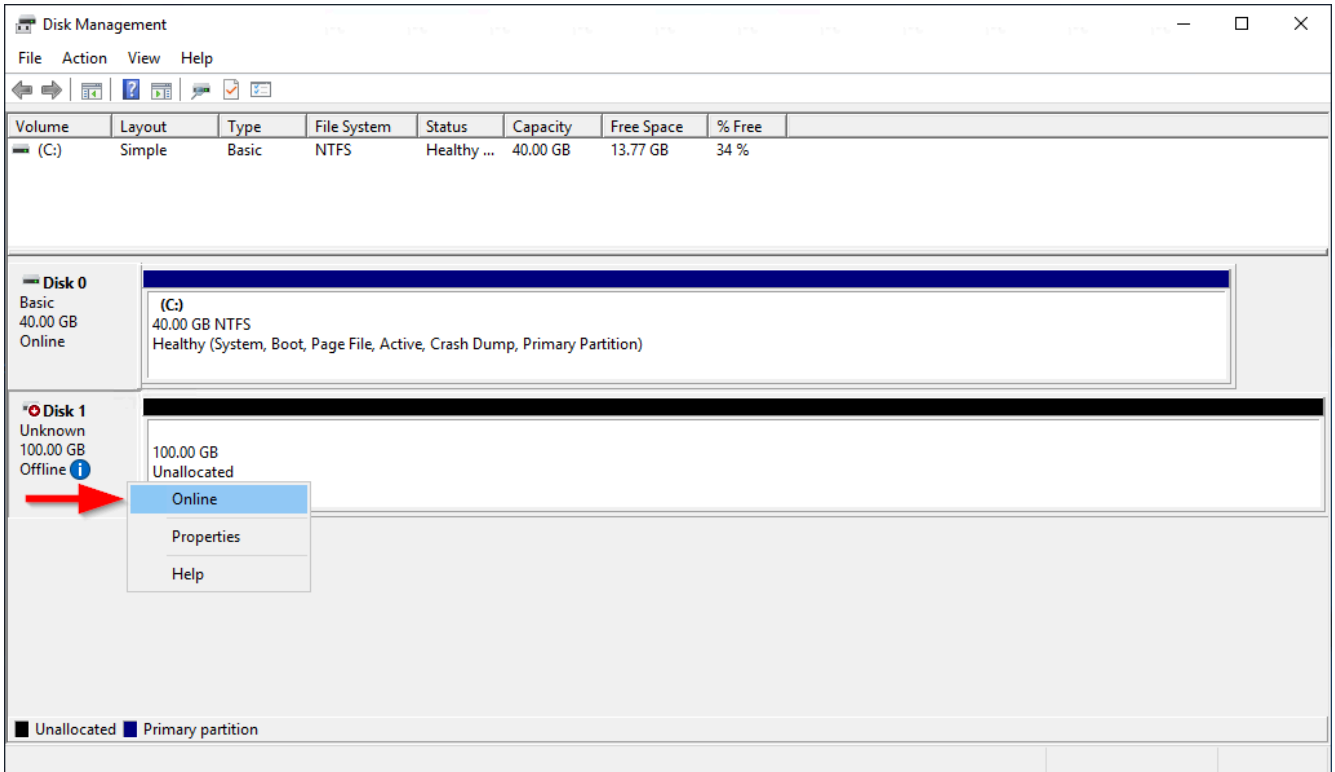 Disk Management
File Action View Help
Volume Layout Type File System Status Capacity Free Space % Free
(C:) Simple Basic NTFS Healthy ... 40.00 GB 13.77 GB 34 %
Disk 0
Basic
40.00 GB
Online
(C:)
40.00 GB NTFS
Healthy (System, Boot, Page File, Active, Crash Dump, Primary Partition)
Disk 1
Unknown
100.00 GB
Offline
100.00 GB
Unallocated
Online
Properties
Help
Unallocated Primary partition